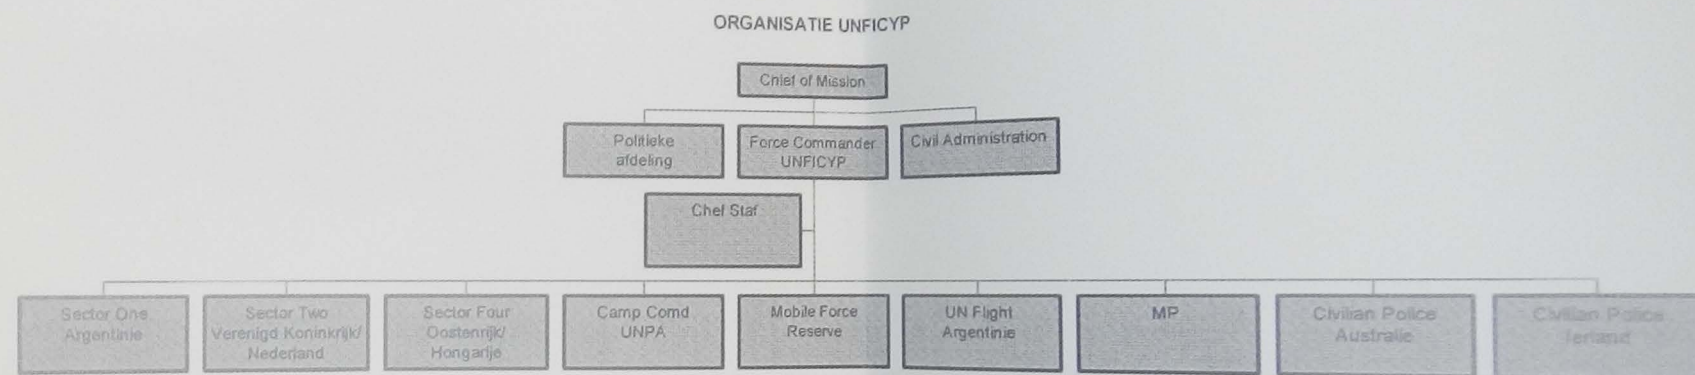 ORGANISATIE UNFICYP
Chief of Mission
Politieke
afdeling
Force Commander
UNFICYP
Civil Administration
Chef Staf
Sector One
Argentinie
Sector Two
Verenigd Koninkrijk/
Nederland
Sector Four
Oostenrijk/
Hongarije
Camp Comd
UNPA
Mobile Force
Reserve
UN Flight
Argentinie
MP
Civilian Police
Australie
Civilian Police
Ierland